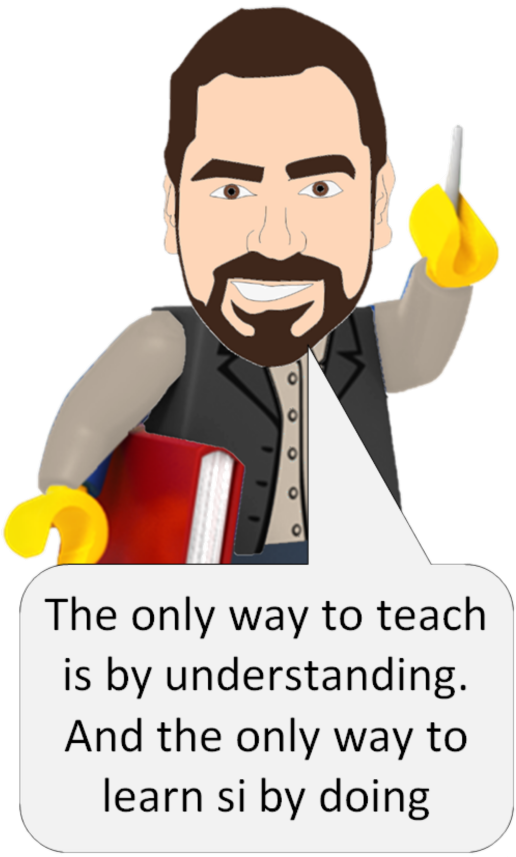 The only way to teach
is by understanding.
And the only way to
learn si by doing